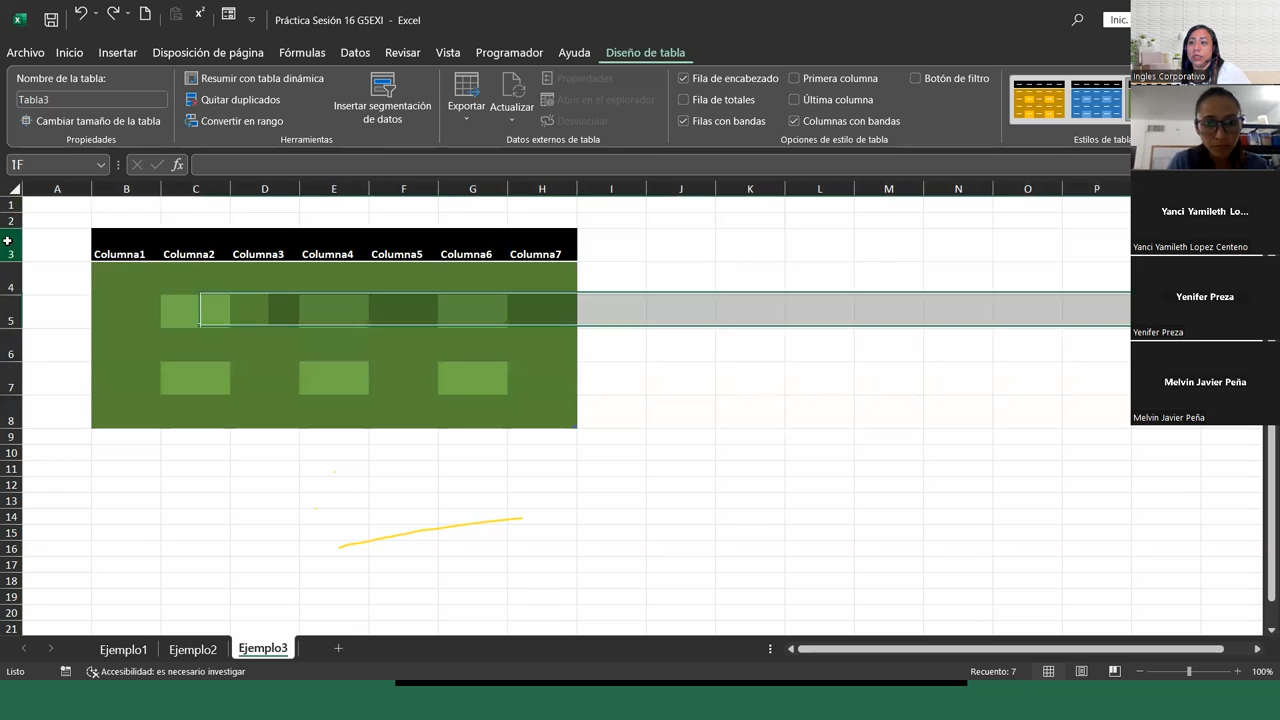 Práctica Sesión 16 G5EXI - Excel
Inic.
Archivo Inicio Insertar Disposición de página Fórmulas Datos Revisar Vista Programador Ayuda Diseño de tabla
Nombre de la tabla:
Tabla3
Cambiar tamaño de la tabla
Propiedades
Resumir con tabla dinámica
Quitar duplicados
Convertir en rango
Insertar segmentación
de datos
Herramientas
Exportar
Actualizar
Propiedades
Abrir en el explorador
Desvincular
Datos externos de tabla
Fila de encabezado
Primera columna
Botón de filtro
Fila de totales
Última columna
Filas con bandas
Columnas con bandas
Opciones de estilo de tabla
Estilos de tabla
1F
fx
A B C D E F G H I J K L M N O P
1
2
3 Columna1 Columna2 Columna3 Columna4 Columna5 Columna6 Columna7
4
5
6
7
8
9
10
11
12
13
14
15
16
17
18
19
20
21
Ingles Corporativo
Yanci Yamileth Lo...
Yanci Yamileth Lopez Centeno
Yenifer Preza
Yenifer Preza
Melvin Javier Peña
Melvin Javier Peña
Ejemplo1 Ejemplo2 Ejemplo3
Listo
Accesibilidad: es necesario investigar
Recuento: 7
100%